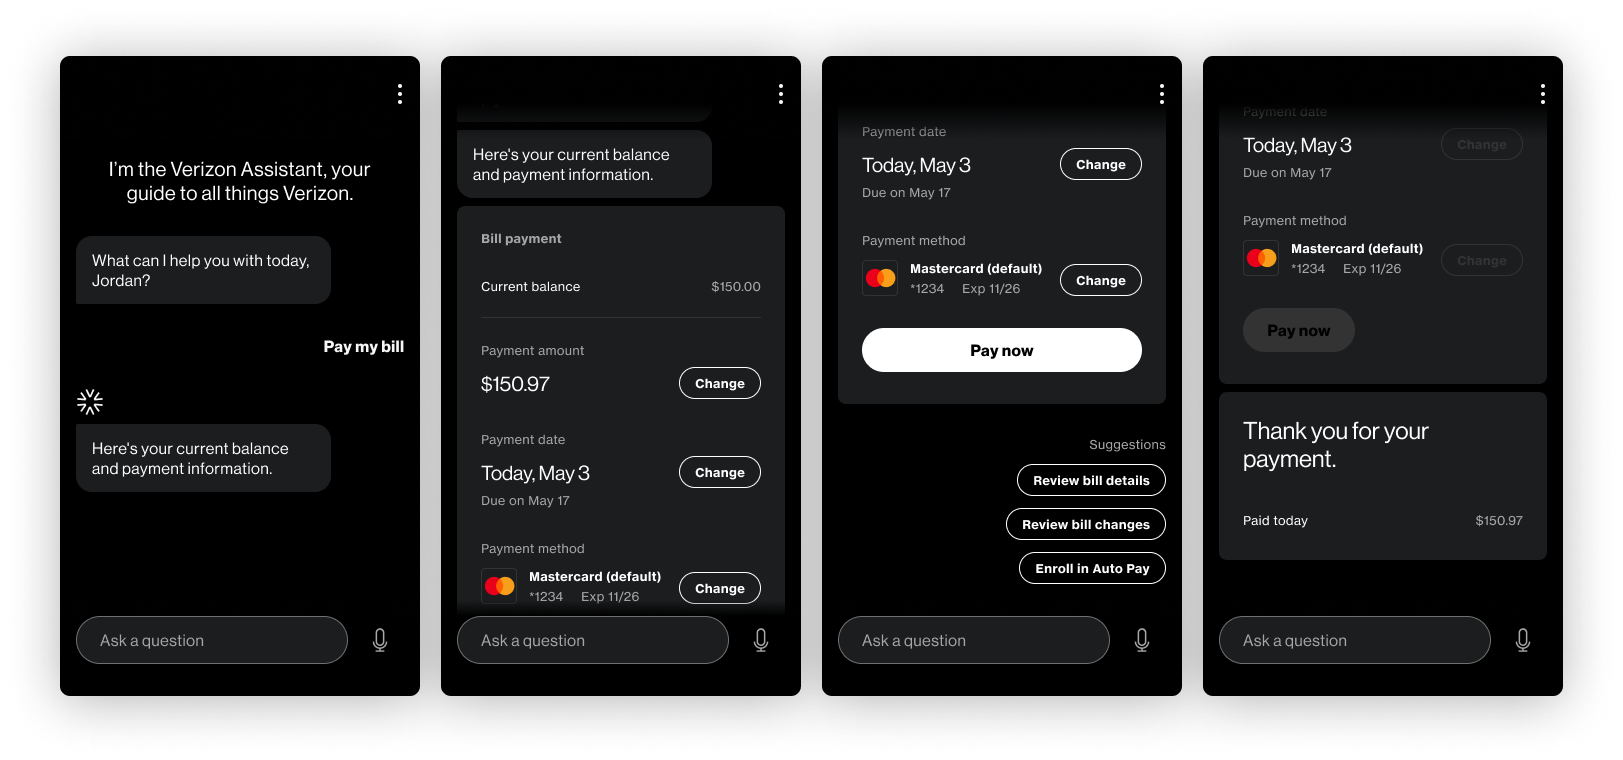 I'm the Verizon Assistant, your
guide to all things Verizon.
What can I help you with today,
Jordan?
Pay my bill
Here's your current balance
and payment information.
Ask a question
Here's your current balance
and payment information.
Bill payment
Current balance $150.00
Payment amount
$150.97 Change
Payment date
Today, May 3 Change
Due on May 17
Payment method
Mastercard (default)
*1234 Exp 11/26 Change
Ask a question
Payment date
Today, May 3 Change
Due on May 17
Payment method
Mastercard (default)
*1234 Exp 11/26 Change
Pay now
Suggestions
Review bill details
Review bill changes
Enroll in Auto Pay
Ask a question
Payment date
Today, May 3 Change
Due on May 17
Payment method
Mastercard (default)
*1234 Exp 11/26 Change
Pay now
Thank you for your
payment.
Paid today $150.97
Ask a question